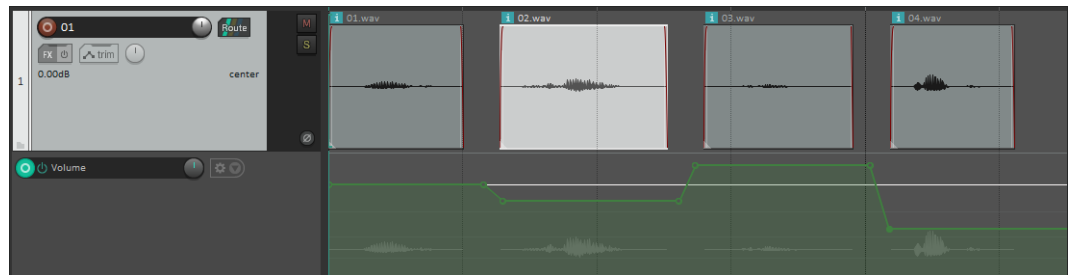 01
Route
M
S
FX
trim
0.00dB
center
1
Volume
i 01.wav
i 02.wav
i 03.wav
i 04.wav